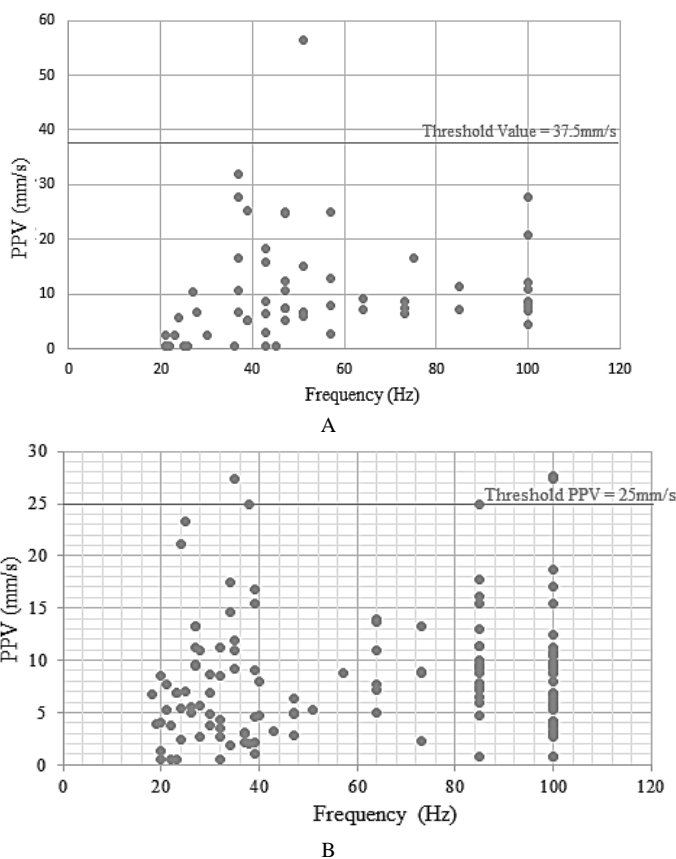 60
50
40
Threshold Value = 37.5mm/s
30
20
10
0
PPV (mm/s)
0 20 40 60 80 100 120
Frequency (Hz)
A
30
25
Threshold PPV = 25mm/s
20
15
10
5
0
PPV (mm/s)
0 20 40 60 80 100 120
Frequency (Hz)
B